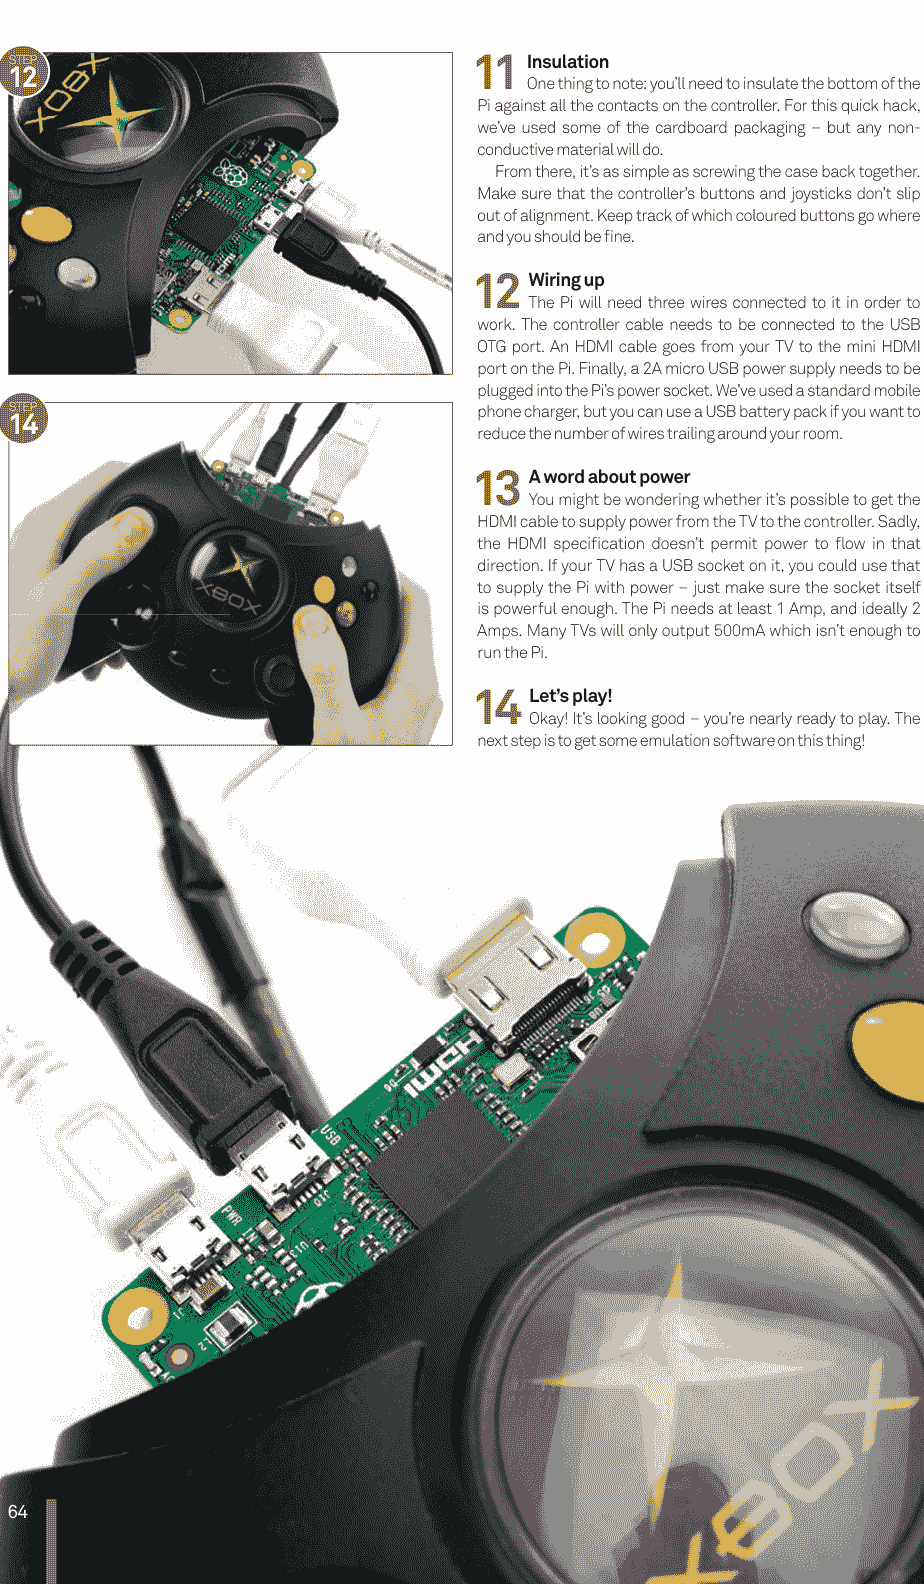 STEP
12
XOBX
11 Insulation
One thing to note: you'll need to insulate the bottom of the
Pi against all the contacts on the controller. For this quick hack,
we've used some of the cardboard packaging – but any non-
conductive material will do.
From there, it's as simple as screwing the case back together.
Make sure that the controller's buttons and joysticks don't slip
out of alignment. Keep track of which coloured buttons go where
and you should be fine.
12 Wiring up
The Pi will need three wires connected to it in order to
work. The controller cable needs to be connected to the USB
OTG port. An HDMI cable goes from your TV to the mini HDMI
port on the Pi. Finally, a 2A micro USB power supply needs to be
plugged into the Pi's power socket. We've used a standard mobile
phone charger, but you can use a USB battery pack if you want to
reduce the number of wires trailing around your room.
STEP
14
XBOX
13 A word about power
You might be wondering whether it's possible to get the
HDMI cable to supply power from the TV to the controller. Sadly,
the HDMI specification doesn't permit power to flow in that
direction. If your TV has a USB socket on it, you could use that
to supply the Pi with power – just make sure the socket itself
is powerful enough. The Pi needs at least 1 Amp, and ideally 2
Amps. Many TVs will only output 500mA which isn't enough to
run the Pi.
14 Let's play!
Okay! It's looking good – you're nearly ready to play. The
next step is to get some emulation software on this thing!
HDMI
USB
J10
PWR
U13
J1
L2
XBOX
64